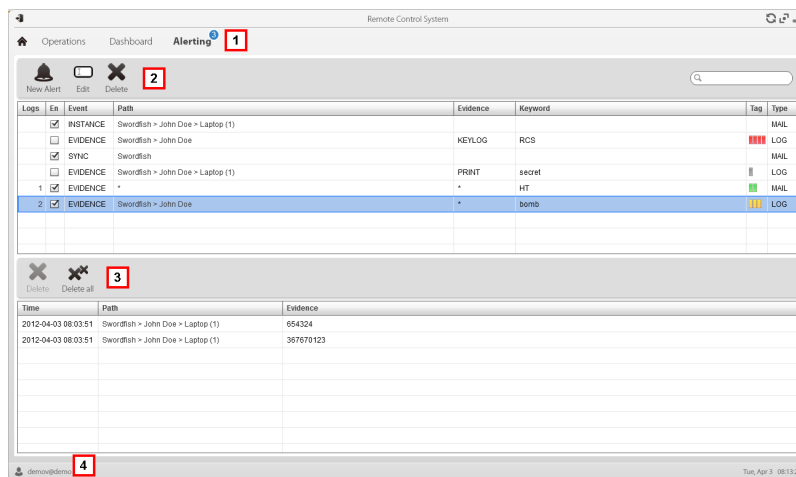 Remote Control System
Operations Dashboard Alerting 3 1
New Alert Edit Delete 2
Logs En Event Path Evidence Keyword Tag Type
INSTANCE Swordfish > John Doe > Laptop (1) MAIL
EVIDENCE Swordfish > John Doe KEYLOG RCS LOG
SYNC Swordfish MAIL
EVIDENCE Swordfish > John Doe > Laptop (1) PRINT secret LOG
1 EVIDENCE * * HT MAIL
2 EVIDENCE Swordfish > John Doe * bomb LOG
Delete Delete all 3
Time Path Evidence
2012-04-03 08:03:51 Swordfish > John Doe > Laptop (1) 654324
2012-04-03 08:03:51 Swordfish > John Doe > Laptop (1) 367670123
demov@demo 4 Tue, Apr 3 08:13: